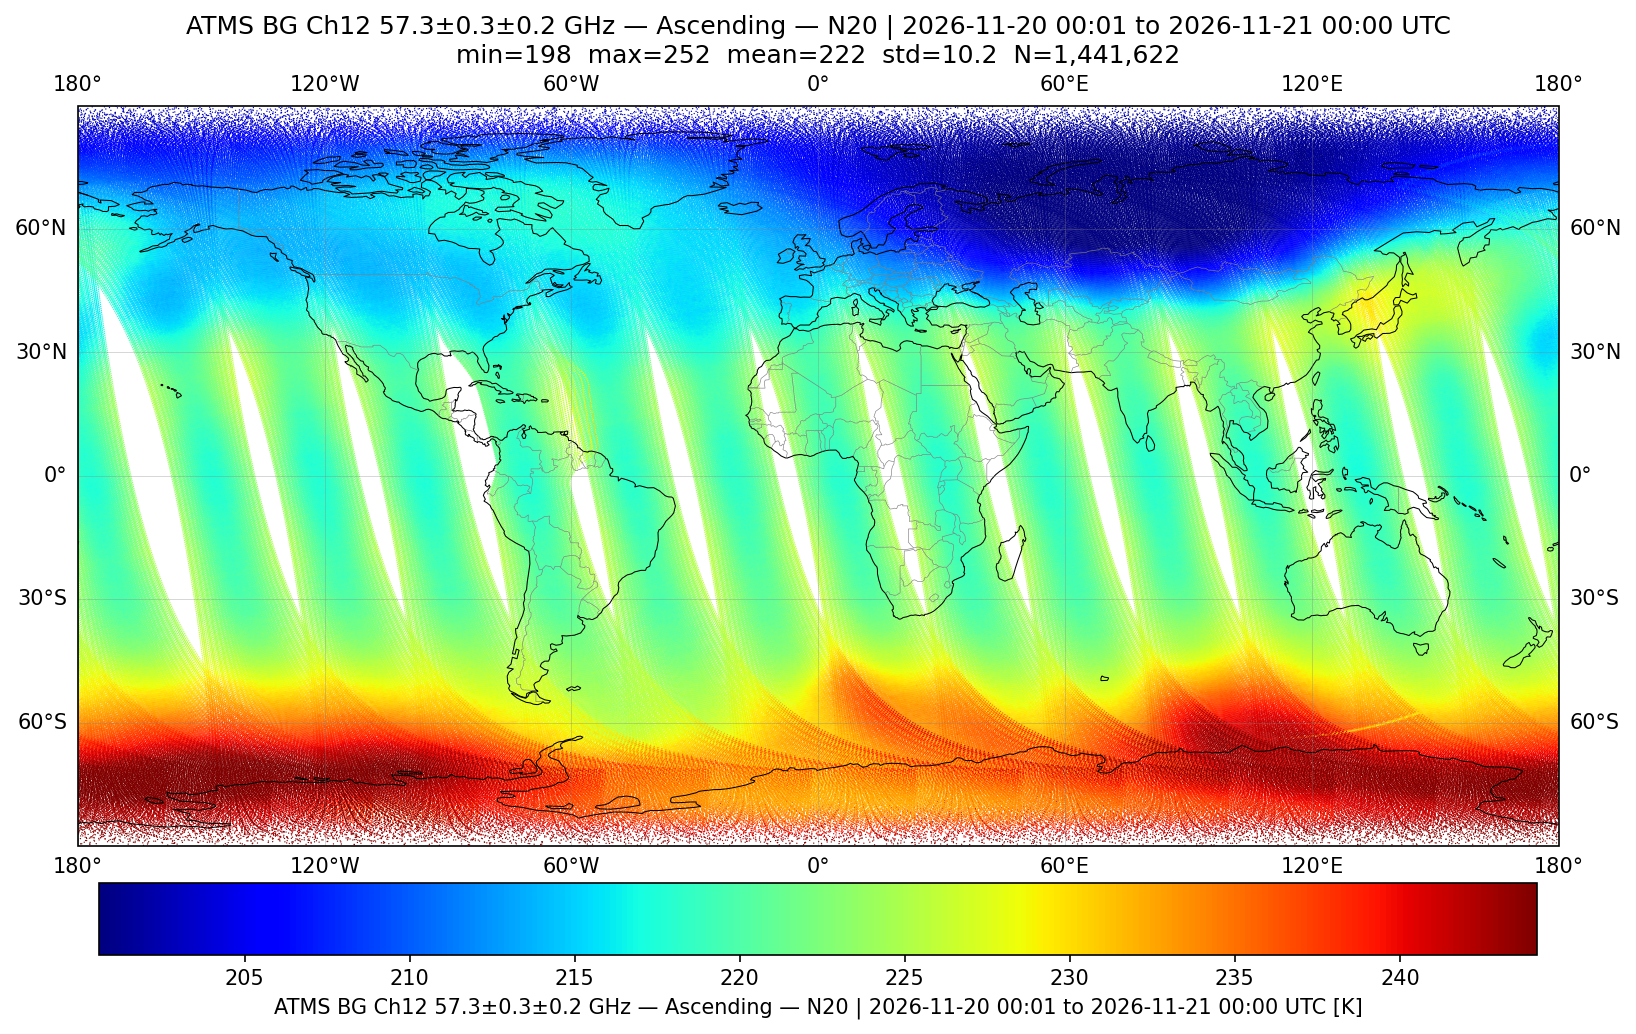 ATMS BG Ch12 57.3±0.3±0.2 GHz — Ascending — N20 | 2026-11-20 00:01 to 2026-11-21 00:00 UTC
min=198 max=252 mean=222 std=10.2 N=1,441,622
180° 120°W 60°W 0° 60°E 120°E 180°
60°N 60°N
30°N 30°N
0° 0°
30°S 30°S
60°S 60°S
180° 120°W 60°W 0° 60°E 120°E 180°
205 210 215 220 225 230 235 240
ATMS BG Ch12 57.3±0.3±0.2 GHz — Ascending — N20 | 2026-11-20 00:01 to 2026-11-21 00:00 UTC [K]